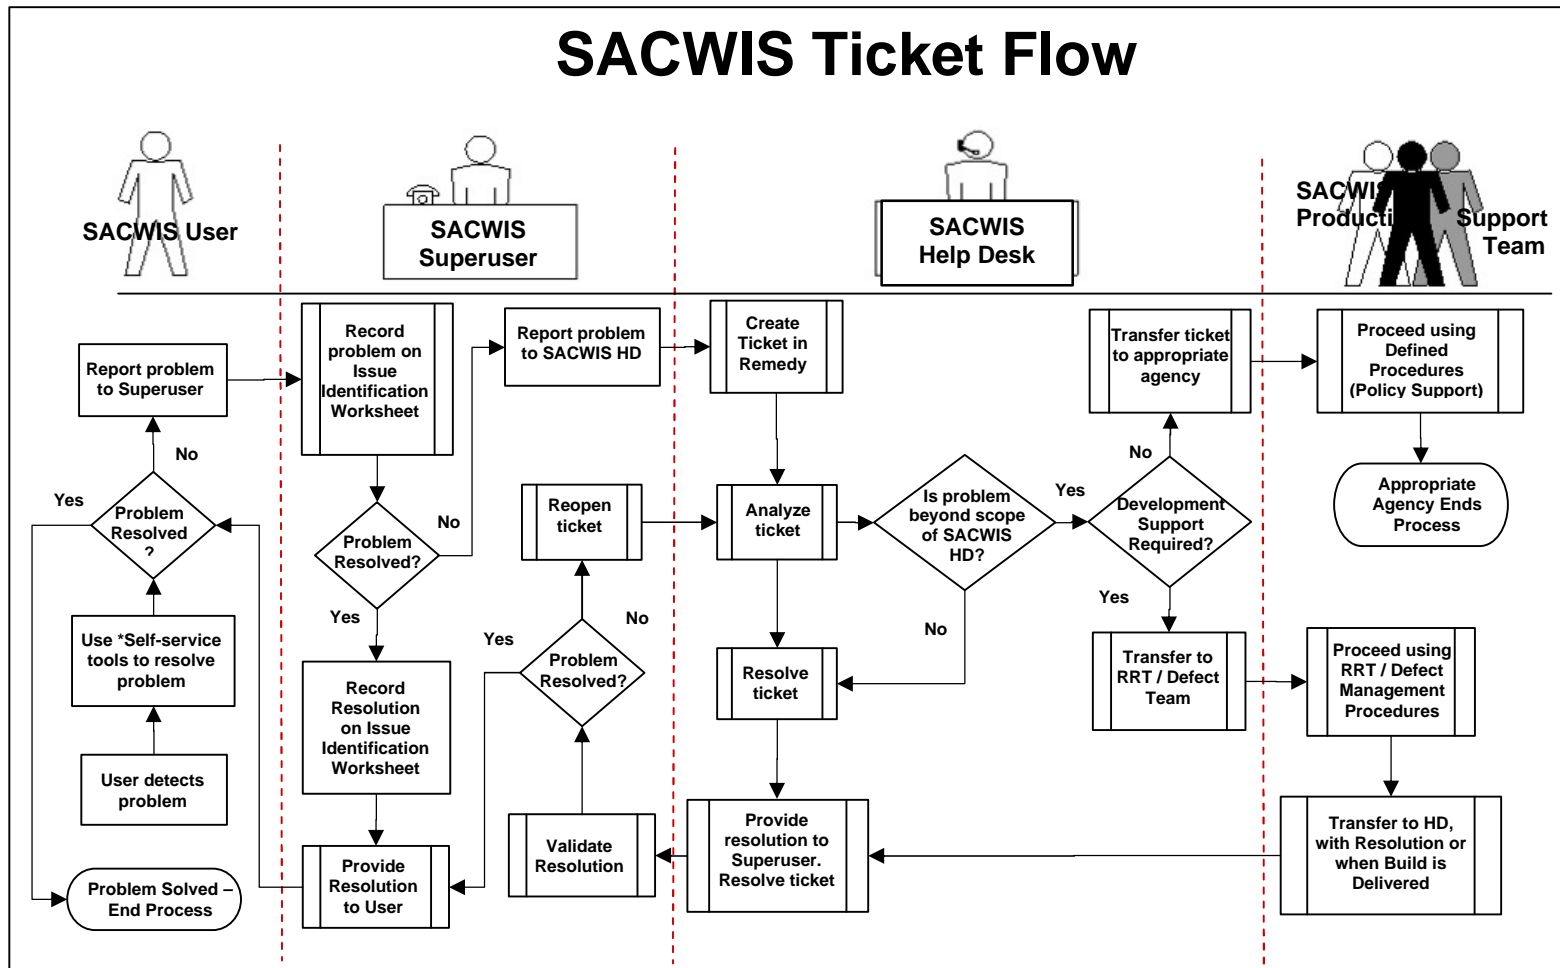 SACWIS Ticket Flow
SACWIS User
SACWIS
Superuser
SACWIS
Help Desk
SACWIS
Producti
Support
Team
Report problem
to Superuser
No
Yes
Problem
Resolved
?
Use *Self-service
tools to resolve
problem
User detects
problem
Problem Solved –
End Process
Record
problem on
Issue
Identification
Worksheet
No
Problem
Resolved?
Yes
Record
Resolution
on Issue
Identification
Worksheet
Provide
Resolution
to User
Report problem
to SACWIS HD
Reopen
ticket
No
Yes
Problem
Resolved?
Validate
Resolution
Create
Ticket in
Remedy
Analyze
ticket
Resolve
ticket
Provide
resolution to
Superuser.
Resolve ticket
Is problem
beyond scope
of SACWIS
HD?
Yes
No
Transfer ticket
to appropriate
agency
No
Development
Support
Required?
Yes
Transfer to
RRT / Defect
Team
Proceed using
Defined
Procedures
(Policy Support)
Appropriate
Agency Ends
Process
Proceed using
RRT / Defect
Management
Procedures
Transfer to HD,
with Resolution or
when Build is
Delivered